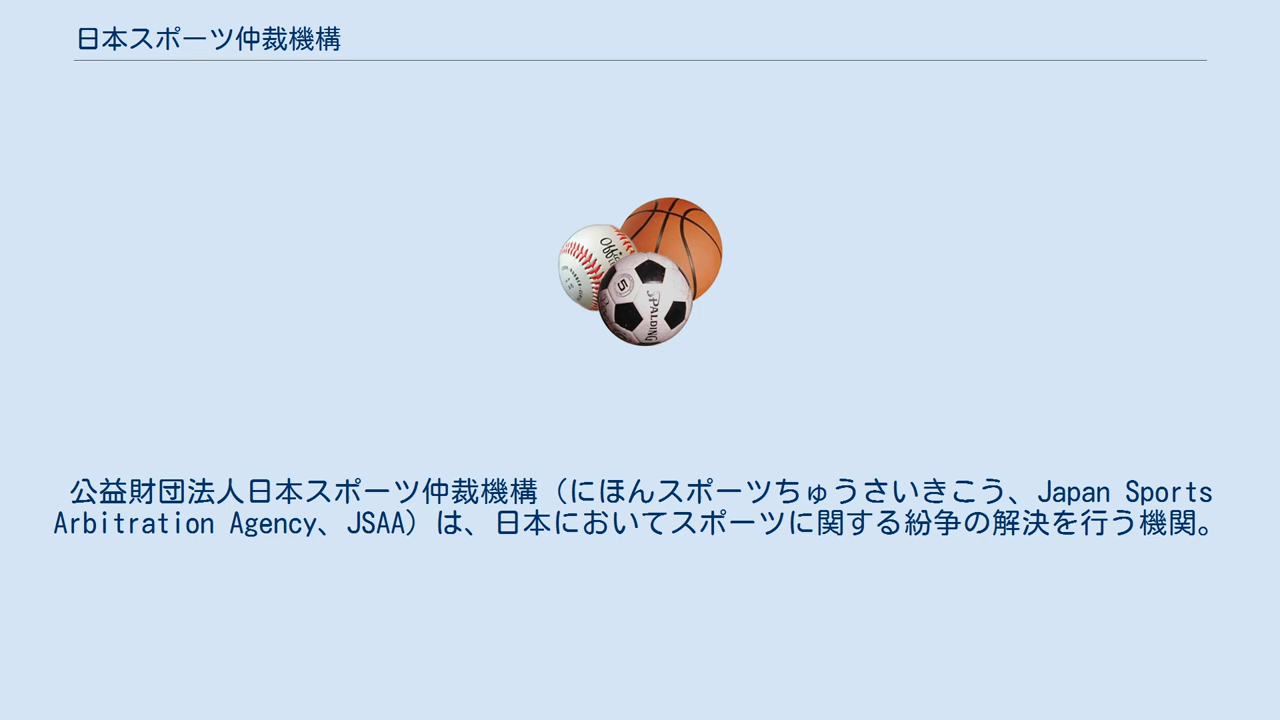 日本スポーツ仲裁機構
Offici
5
SPALDING
公益財団法人日本スポーツ仲裁機構（にほんスポーツちゅうさいきこう、Japan Sports
Arbitration Agency、JSAA）は、日本においてスポーツに関する紛争の解決を行う機関。